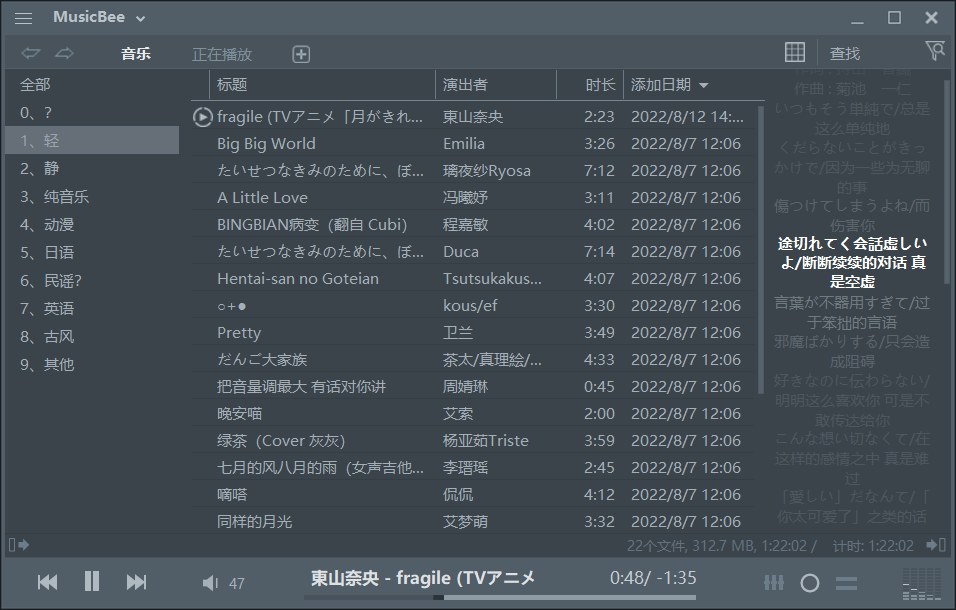 MusicBee
音乐
正在播放
查找
全部
0、?
1、轻
2、静
3、纯音乐
4、动漫
5、日语
6、民谣?
7、英语
8、古风
9、其他
标题 演出者 时长 添加日期
fragile (TVアニメ「月がきれ... 東山奈央 2:23 2022/8/12 14:...
Big Big World Emilia 3:26 2022/8/7 12:06
たいせつなきみのために、ぼ... 璃夜纱Ryosa 7:12 2022/8/7 12:06
A Little Love 冯曦妤 3:11 2022/8/7 12:06
BINGBIAN病变（翻自 Cubi） 程嘉敏 4:02 2022/8/7 12:06
たいせつなきみのために、ぼ... Duca 7:14 2022/8/7 12:06
Hentai-san no Goteian Tsutsukakus... 4:07 2022/8/7 12:06
○+● kous/ef 3:30 2022/8/7 12:06
Pretty 卫兰 3:49 2022/8/7 12:06
だんご大家族 茶太/真理絵/... 4:33 2022/8/7 12:06
把音量调最大 有话对你讲 周婧琳 0:45 2022/8/7 12:06
晚安喵 艾索 2:00 2022/8/7 12:06
绿茶（Cover 灰灰） 杨亚茹Triste 3:59 2022/8/7 12:06
七月的风八月的雨（女声吉他... 李瑨瑶 2:45 2022/8/7 12:06
嘀嗒 侃侃 4:12 2022/8/7 12:06
同样的月光 艾梦萌 3:32 2022/8/7 12:06
作曲 : 菊池 一仁
いつもそう単純で/总是
这么单纯地
くだらないことがきっ
かけで/因为一些为无聊
的事
傷つけてしまうよね/而
伤害你
途切れてく会話虚しい
よ/断断续续的对话 真
是空虚
言葉が不器用すぎて/过
于笨拙的言语
邪魔ばかりする/只会造
成阻碍
好きなのに伝わらない/
明明这么喜欢你 可是不
敢传达给你
こんな想い切なくて/在
这样的感情之中 真是难
过
「愛しい」だなんて/「
你太可爱了」之类的话
22个文件, 312.7 MB, 1:22:02 / 计时: 1:22:02
47
東山奈央 - fragile (TVアニメ
0:48/ -1:35